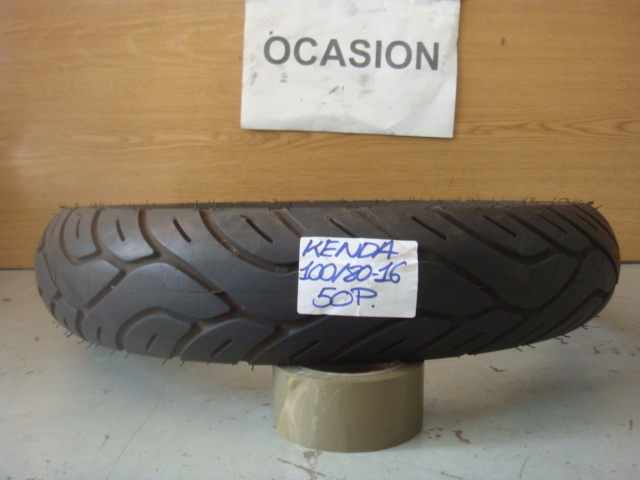 OCASION
KENDA
100/80-16
50P.